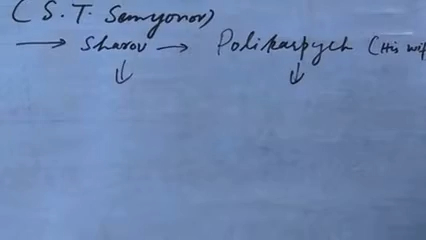 (S. T. Semyonov)
→ Sharov → Polikarpych (His wif
↓ ↓